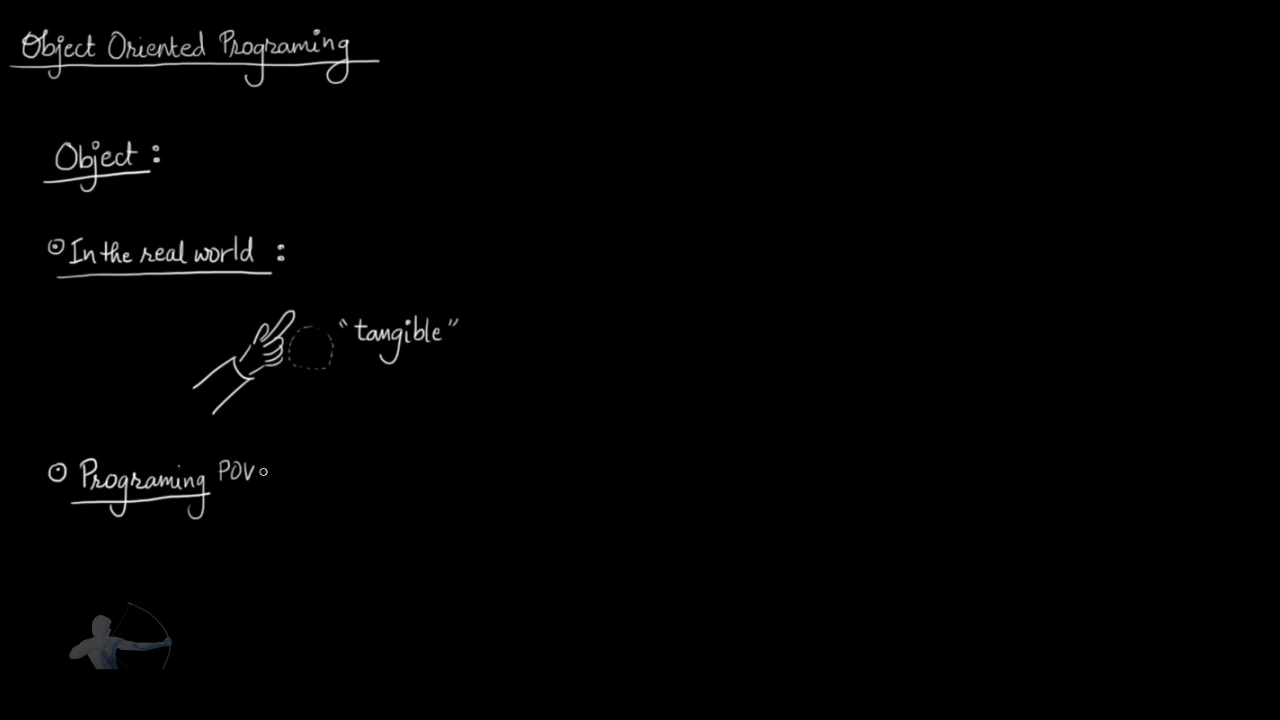 Object Oriented Programing
Object :
In the real world :
"tangible"
Programing POV